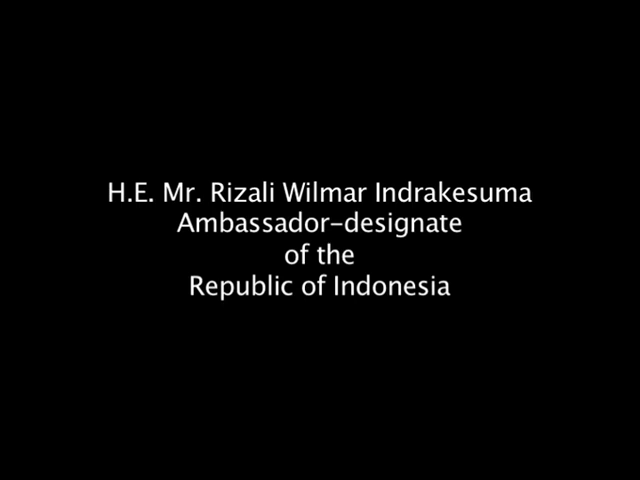 H.E. Mr. Rizali Wilmar Indrakesuma
Ambassador-designate
of the
Republic of Indonesia